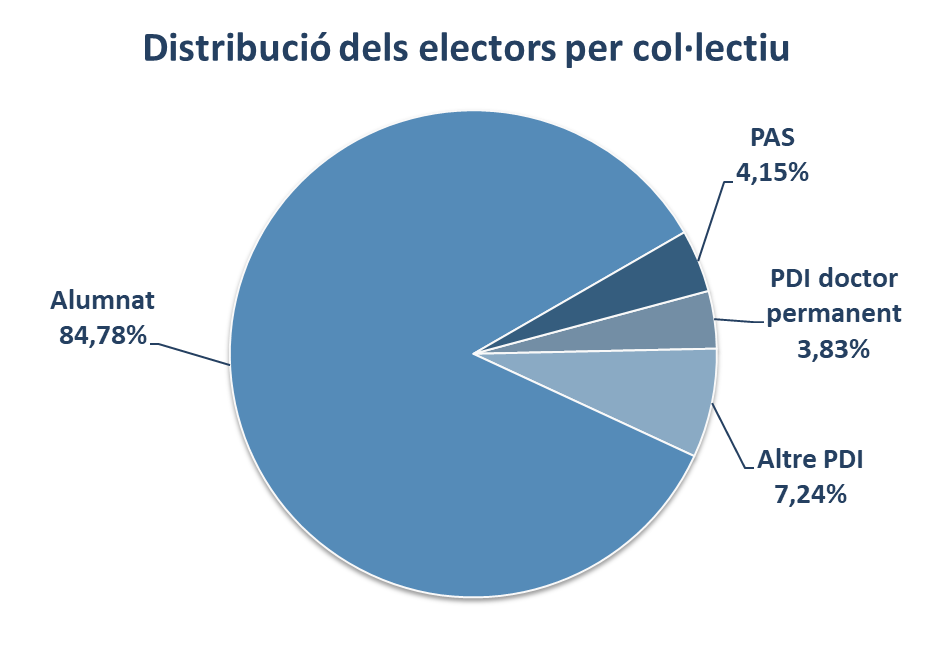 Distribució dels electors per col·lectiu
PAS
4,15%
PDI doctor
permanent
3,83%
Alumnat
84,78%
Altre PDI
7,24%